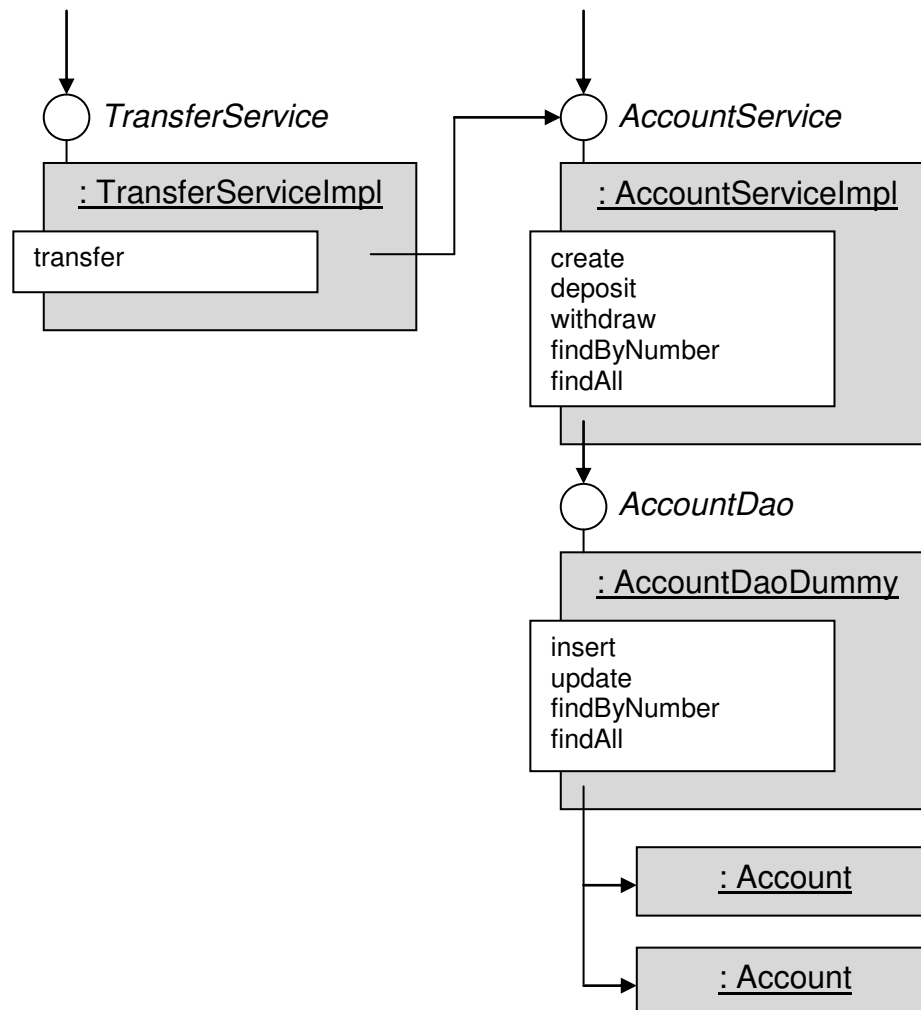 TransferService
AccountService
: TransferServiceImpl
: AccountServiceImpl
transfer
create
deposit
withdraw
findByNumber
findAll
AccountDao
: AccountDaoDummy
insert
update
findByNumber
findAll
: Account
: Account